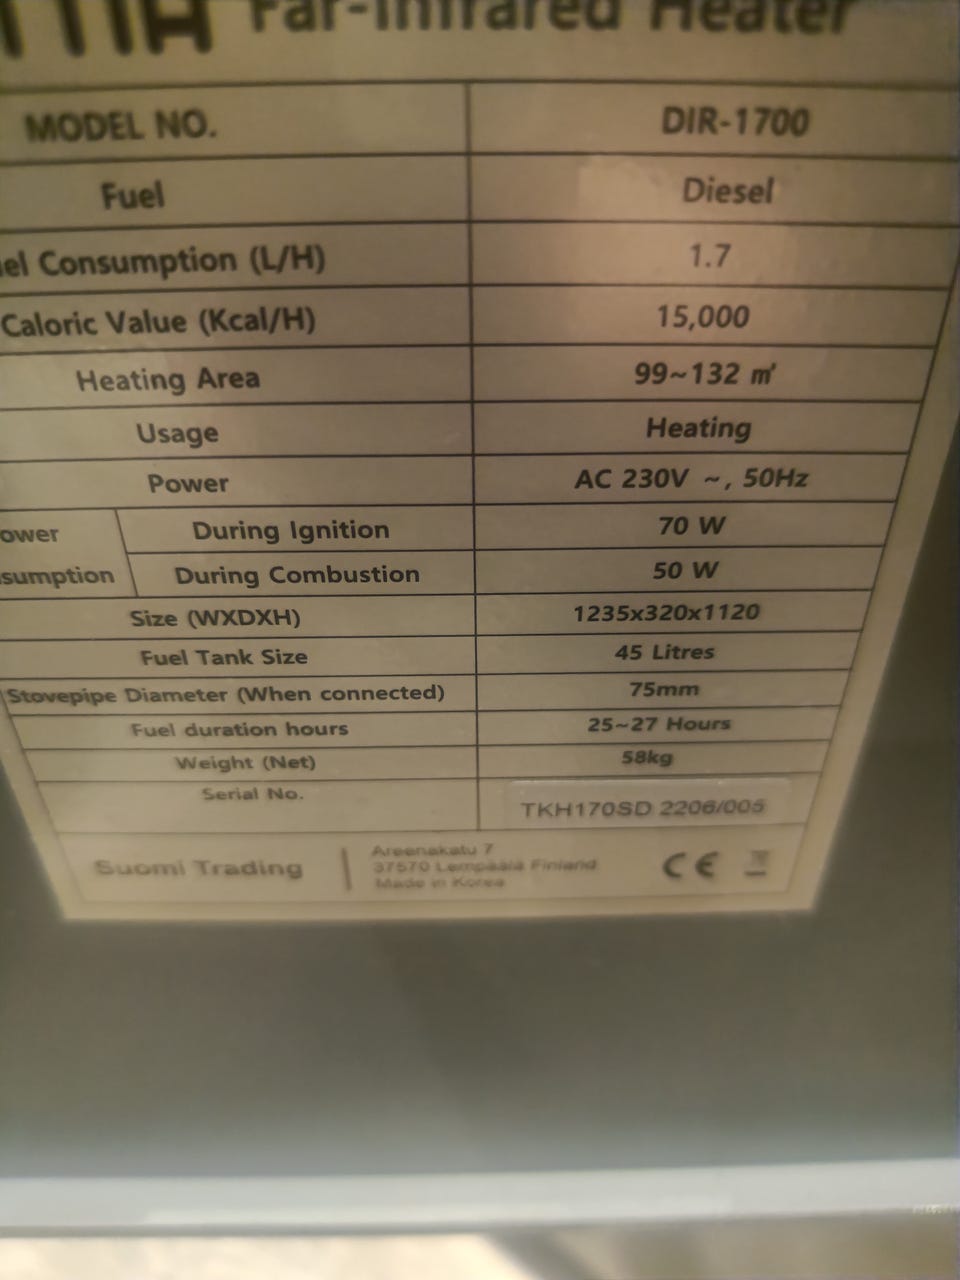 Far-Infrared Heater
MODEL NO. DIR-1700
Fuel Diesel
Consumption (L/H) 1.7
Caloric Value (Kcal/H) 15,000
Heating Area 99~132 ㎡
Usage Heating
Power AC 230V ~, 50Hz
During Ignition 70 W
During Combustion 50 W
Size (WXDXH) 1235x320x1120
Fuel Tank Size 45 Litres
Stovepipe Diameter (When connected) 75mm
Fuel duration hours 25~27 Hours
Weight (Net) 58kg
Serial No. TKH170SD 2206/005
Suomi Trading
Areenakatu 7
37570 Lempäälä Finland
Made in Korea
CE